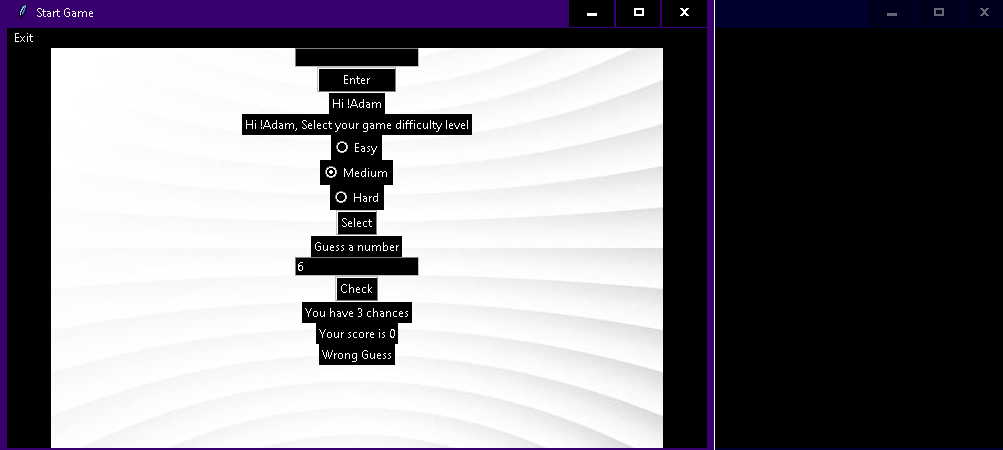 Start Game
Exit
Enter
Hi !Adam
Hi !Adam, Select your game difficulty level
Easy
Medium
Hard
Select
Guess a number
6
Check
You have 3 chances
Your score is 0
Wrong Guess